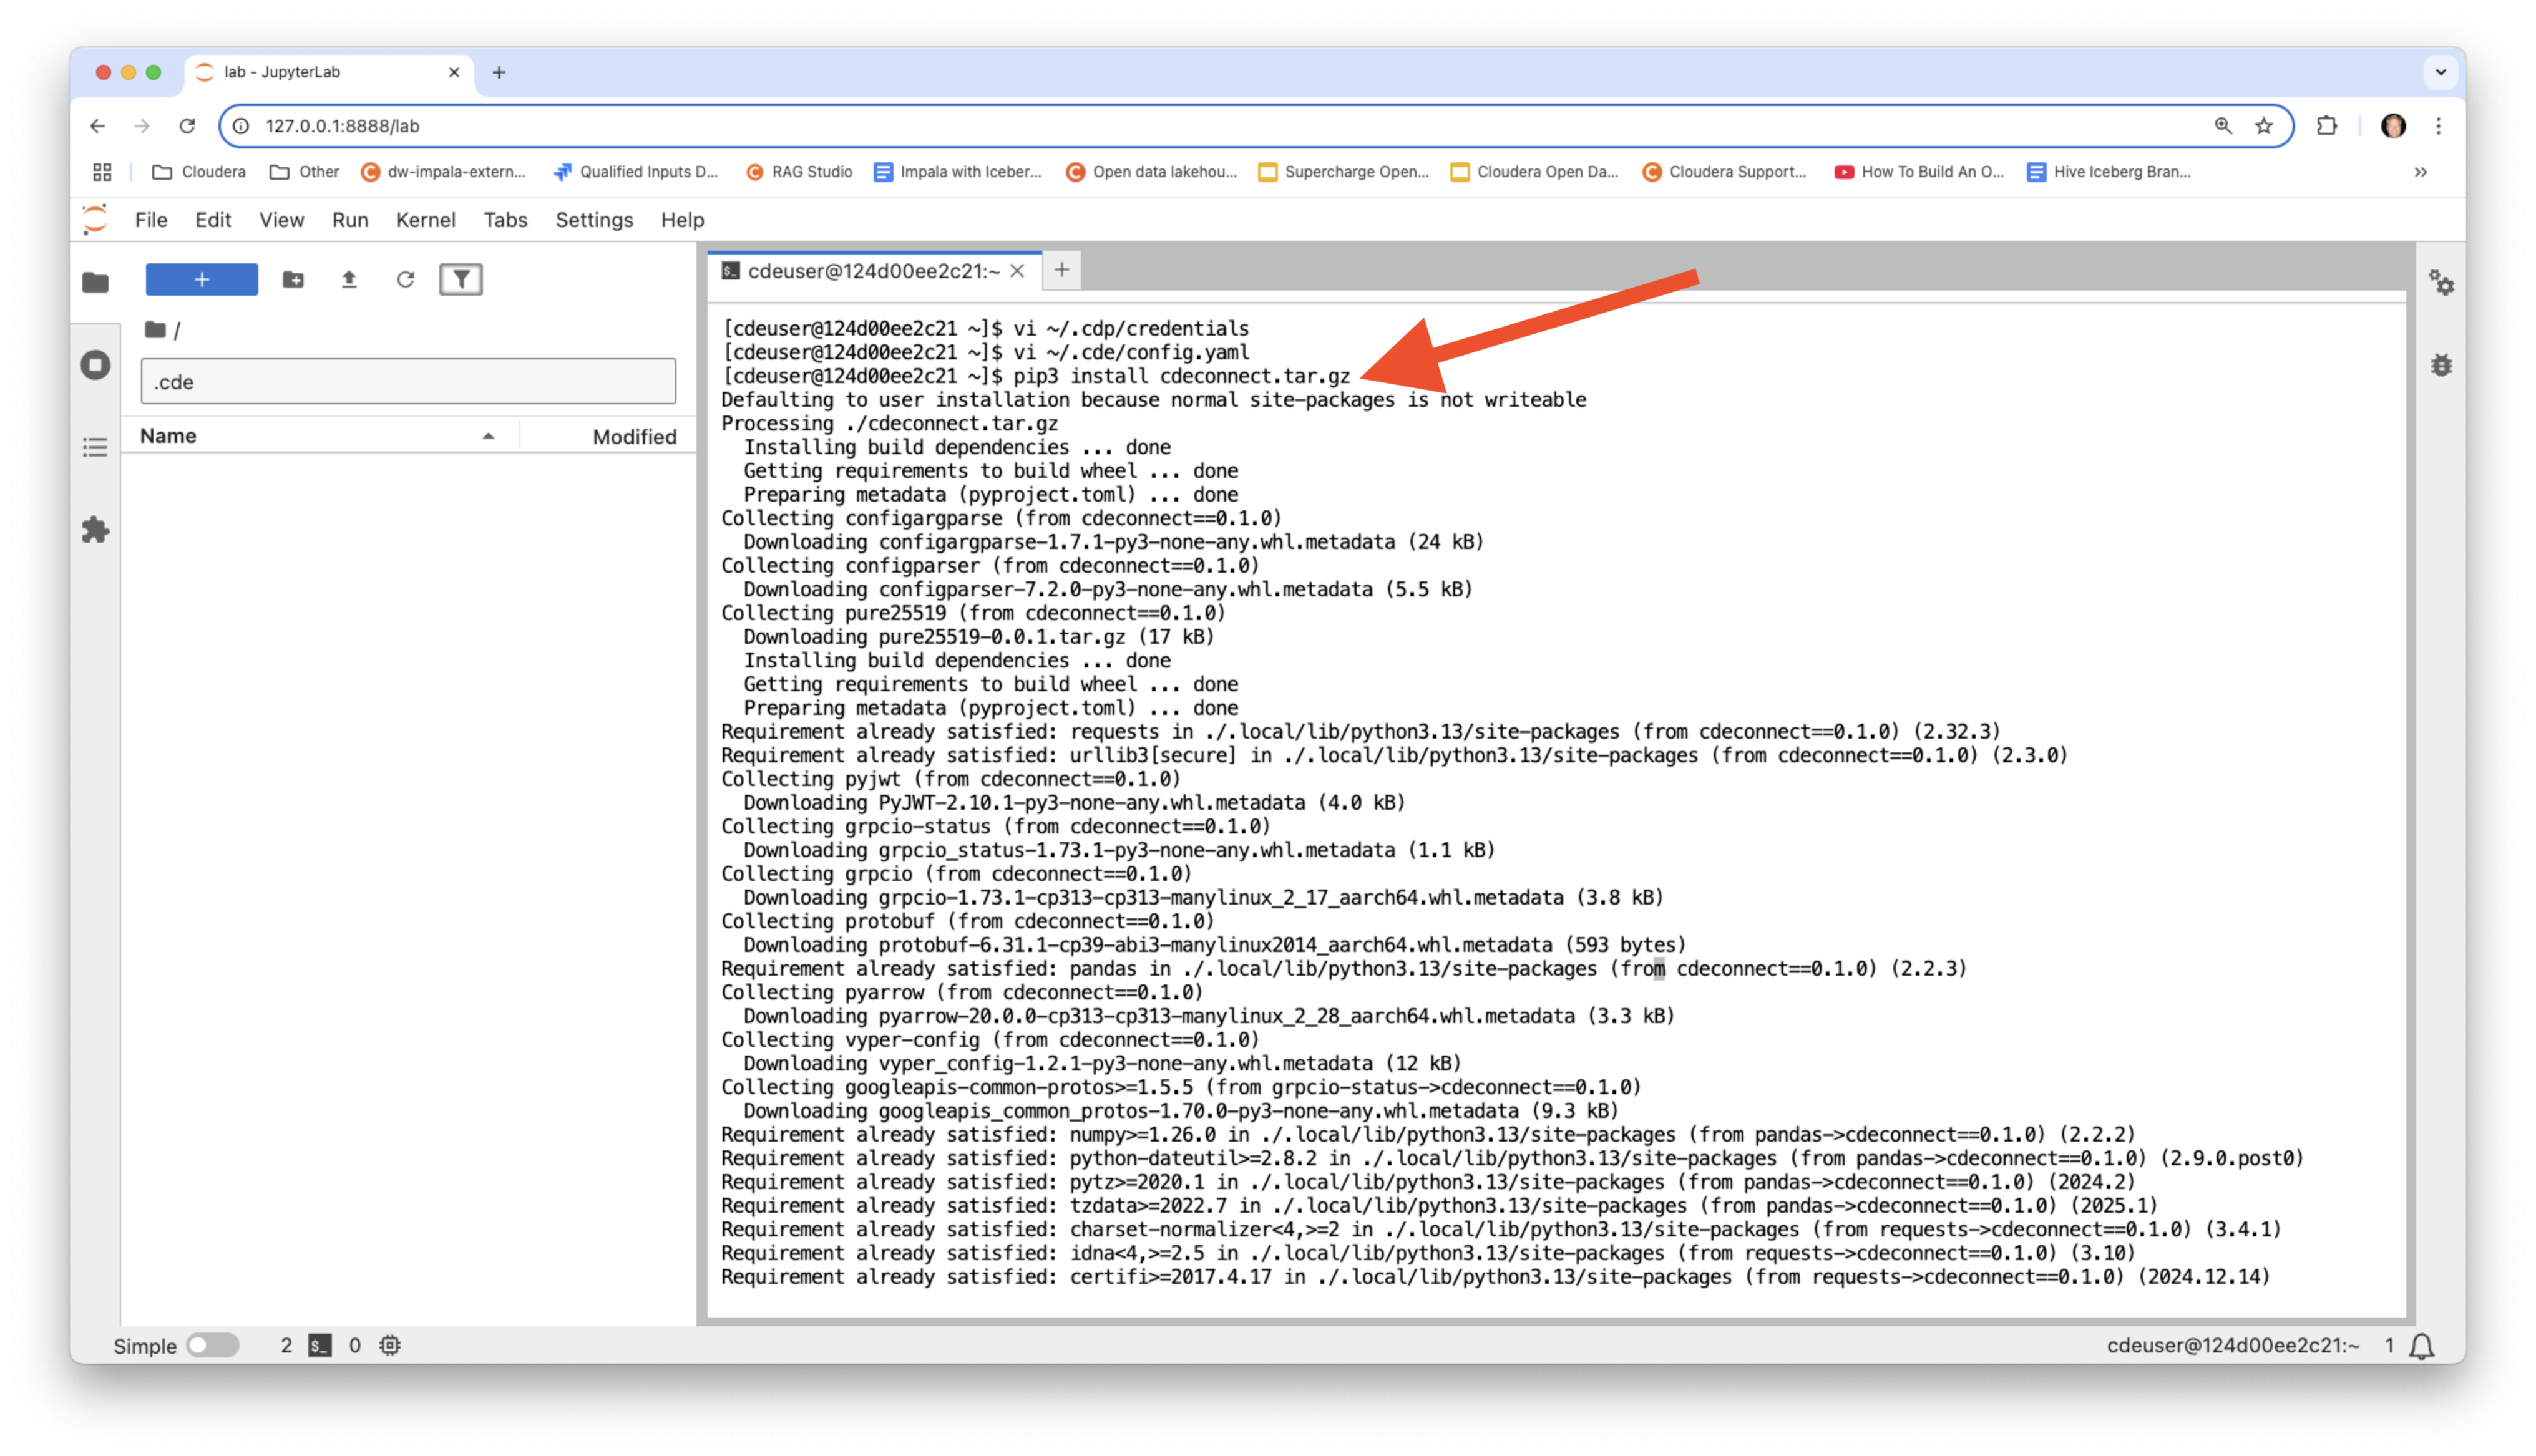 lab - JupyterLab
127.0.0.1:8888/lab
Cloudera
Other
dw-impala-extern...
Qualified Inputs D...
RAG Studio
Impala with Iceber...
Open data lakehou...
Supercharge Open...
Cloudera Open Da...
Cloudera Support...
How To Build An O...
Hive Iceberg Bran...
File Edit View Run Kernel Tabs Settings Help
/
.cde
Name Modified
cdeuser@124d00ee2c21:~
[cdeuser@124d00ee2c21 ~]$ vi ~/.cdp/credentials
[cdeuser@124d00ee2c21 ~]$ vi ~/.cde/config.yaml
[cdeuser@124d00ee2c21 ~]$ pip3 install cdeconnect.tar.gz
Defaulting to user installation because normal site-packages is not writeable
Processing ./cdeconnect.tar.gz
  Installing build dependencies ... done
  Getting requirements to build wheel ... done
  Preparing metadata (pyproject.toml) ... done
Collecting configargparse (from cdeconnect==0.1.0)
  Downloading configargparse-1.7.1-py3-none-any.whl.metadata (24 kB)
Collecting configparser (from cdeconnect==0.1.0)
  Downloading configparser-7.2.0-py3-none-any.whl.metadata (5.5 kB)
Collecting pure25519 (from cdeconnect==0.1.0)
  Downloading pure25519-0.0.1.tar.gz (17 kB)
  Installing build dependencies ... done
  Getting requirements to build wheel ... done
  Preparing metadata (pyproject.toml) ... done
Requirement already satisfied: requests in ./.local/lib/python3.13/site-packages (from cdeconnect==0.1.0) (2.32.3)
Requirement already satisfied: urllib3[secure] in ./.local/lib/python3.13/site-packages (from cdeconnect==0.1.0) (2.3.0)
Collecting pyjwt (from cdeconnect==0.1.0)
  Downloading PyJWT-2.10.1-py3-none-any.whl.metadata (4.0 kB)
Collecting grpcio-status (from cdeconnect==0.1.0)
  Downloading grpcio_status-1.73.1-py3-none-any.whl.metadata (1.1 kB)
Collecting grpcio (from cdeconnect==0.1.0)
  Downloading grpcio-1.73.1-cp313-cp313-manylinux_2_17_aarch64.whl.metadata (3.8 kB)
Collecting protobuf (from cdeconnect==0.1.0)
  Downloading protobuf-6.31.1-cp39-abi3-manylinux2014_aarch64.whl.metadata (593 bytes)
Requirement already satisfied: pandas in ./.local/lib/python3.13/site-packages (from cdeconnect==0.1.0) (2.2.3)
Collecting pyarrow (from cdeconnect==0.1.0)
  Downloading pyarrow-20.0.0-cp313-cp313-manylinux_2_28_aarch64.whl.metadata (3.3 kB)
Collecting vyper-config (from cdeconnect==0.1.0)
  Downloading vyper_config-1.2.1-py3-none-any.whl.metadata (12 kB)
Collecting googleapis-common-protos>=1.5.5 (from grpcio-status->cdeconnect==0.1.0)
  Downloading googleapis_common_protos-1.70.0-py3-none-any.whl.metadata (9.3 kB)
Requirement already satisfied: numpy>=1.26.0 in ./.local/lib/python3.13/site-packages (from pandas->cdeconnect==0.1.0) (2.2.2)
Requirement already satisfied: python-dateutil>=2.8.2 in ./.local/lib/python3.13/site-packages (from pandas->cdeconnect==0.1.0) (2.9.0.post0)
Requirement already satisfied: pytz>=2020.1 in ./.local/lib/python3.13/site-packages (from pandas->cdeconnect==0.1.0) (2024.2)
Requirement already satisfied: tzdata>=2022.7 in ./.local/lib/python3.13/site-packages (from pandas->cdeconnect==0.1.0) (2025.1)
Requirement already satisfied: charset-normalizer<4,>=2 in ./.local/lib/python3.13/site-packages (from requests->cdeconnect==0.1.0) (3.4.1)
Requirement already satisfied: idna<4,>=2.5 in ./.local/lib/python3.13/site-packages (from requests->cdeconnect==0.1.0) (3.10)
Requirement already satisfied: certifi>=2017.4.17 in ./.local/lib/python3.13/site-packages (from requests->cdeconnect==0.1.0) (2024.12.14)
Simple 2 $_ 0 cdeuser@124d00ee2c21:~ 1